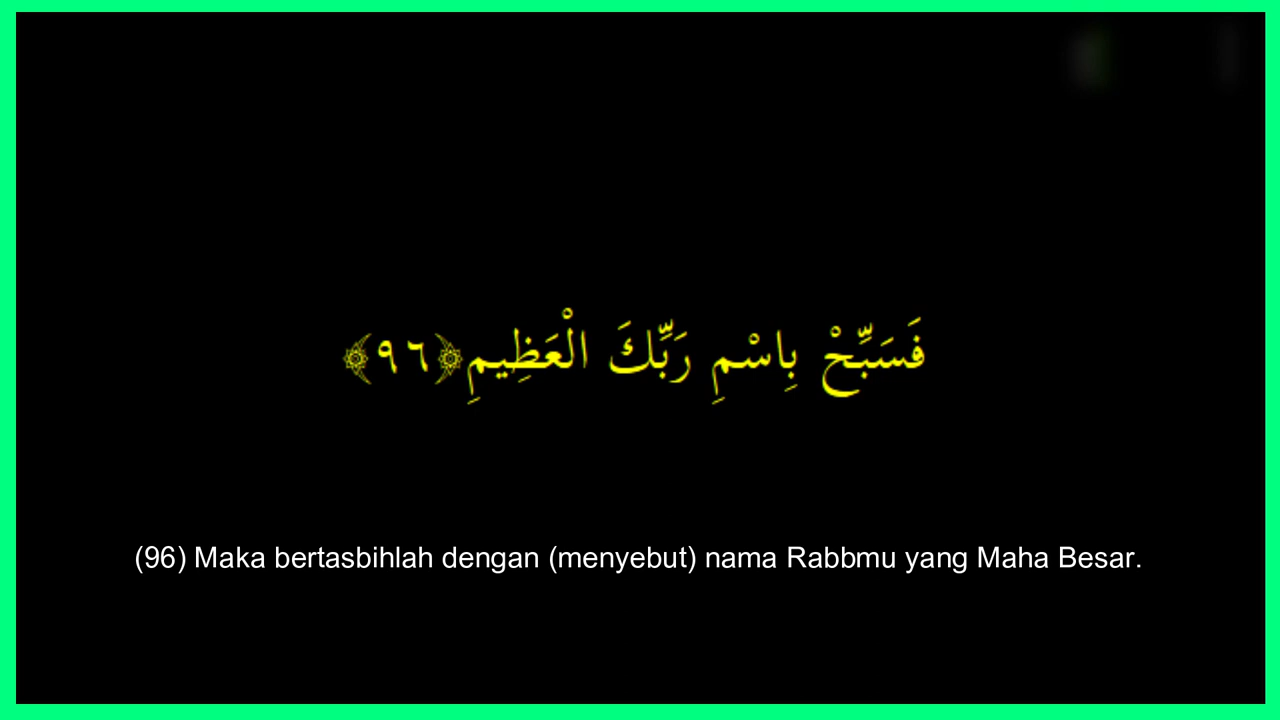 فَسَبِّحْ بِاسْمِ رَبِّكَ الْعَظِيمِ ﴿٩٦﴾
(96) Maka bertasbihlah dengan (menyebut) nama Rabbmu yang Maha Besar.